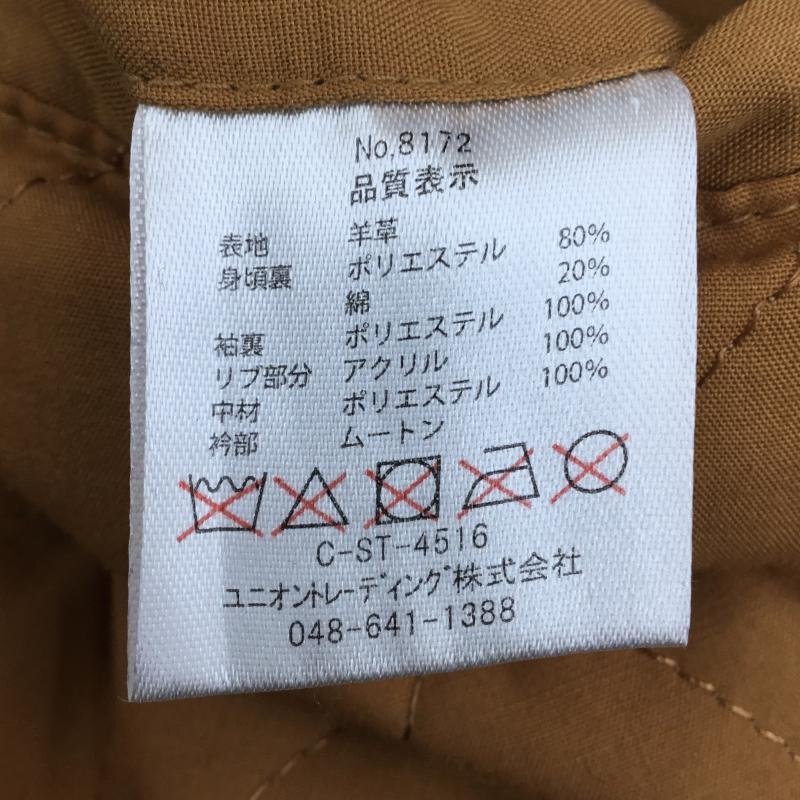 No.8172
品質表示
表地 羊革
身頃裏 ポリエステル 80%
綿 20%
袖裏 ポリエステル 100%
リブ部分 アクリル 100%
中材 ポリエステル 100%
衿部 ムートン
C-ST-4516
ユニオントレーディング株式会社
048-641-1388